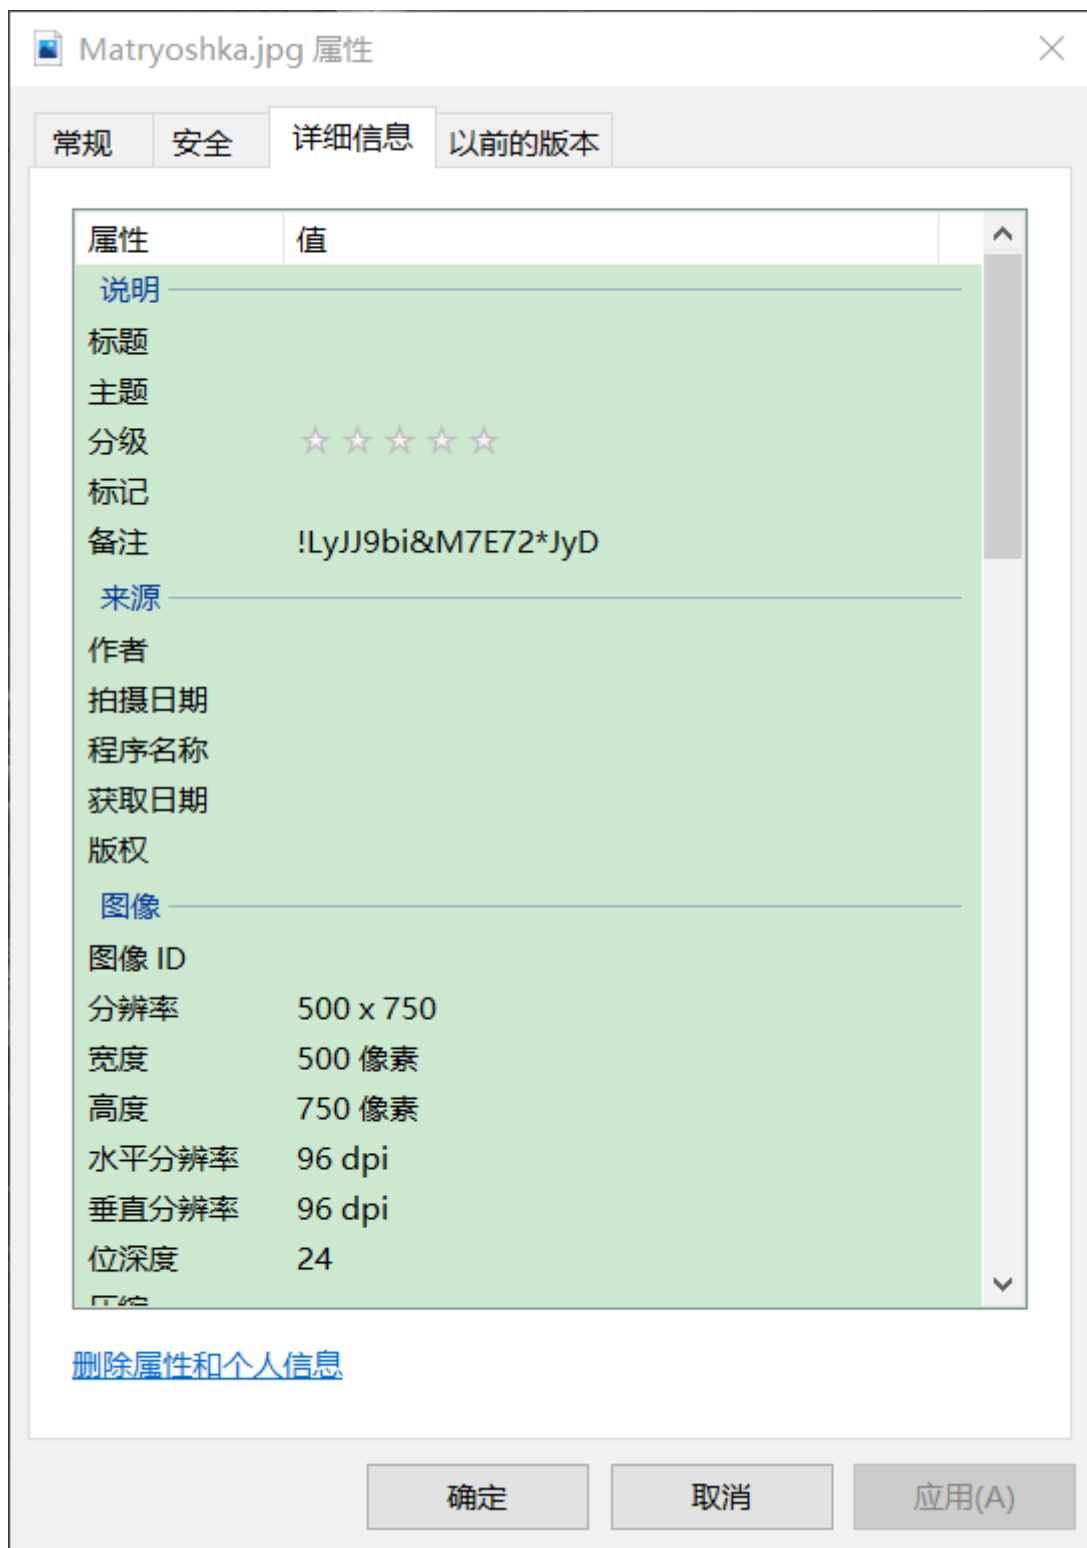 Matryoshka.jpg 属性
常规 安全 详细信息 以前的版本
属性 值
说明
标题
主题
分级
标记
备注 !LyJJ9bi&M7E72*JyD
来源
作者
拍摄日期
程序名称
获取日期
版权
图像
图像 ID
分辨率 500 x 750
宽度 500 像素
高度 750 像素
水平分辨率 96 dpi
垂直分辨率 96 dpi
位深度 24
压缩
删除属性和个人信息
确定 取消 应用(A)